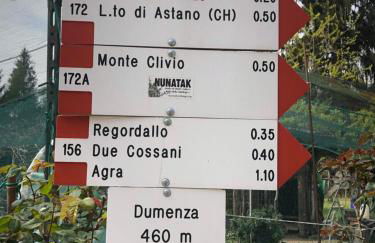 172 L.to di Astano (CH) 0.50
Monte Clivio 0.50
172A
NUNATAK
Regordallo 0.35
156 Due Cossani 0.40
Agra 1.10
Dumenza
460 m